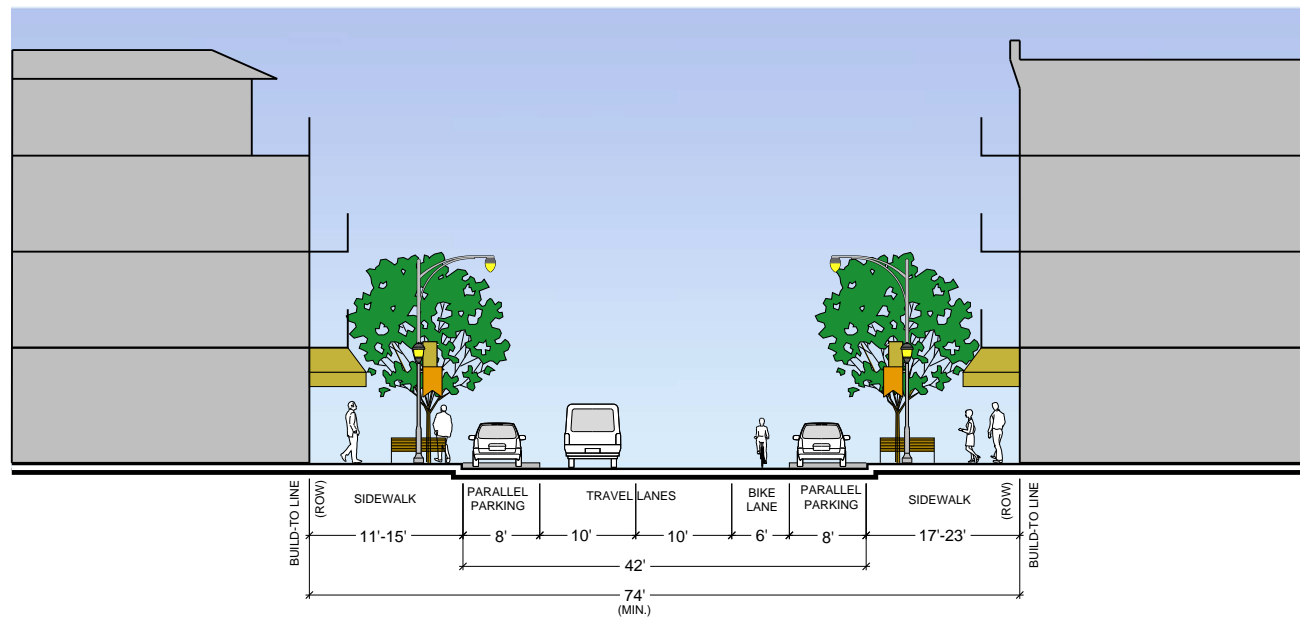 BUILD-TO LINE
(ROW)
SIDEWALK
PARALLEL
PARKING
TRAVEL LANES
BIKE
LANE
PARALLEL
PARKING
SIDEWALK
(ROW)
BUILD-TO LINE
11'-15'
8'
10'
10'
6'
8'
17'-23'
42'
74'
(MIN.)